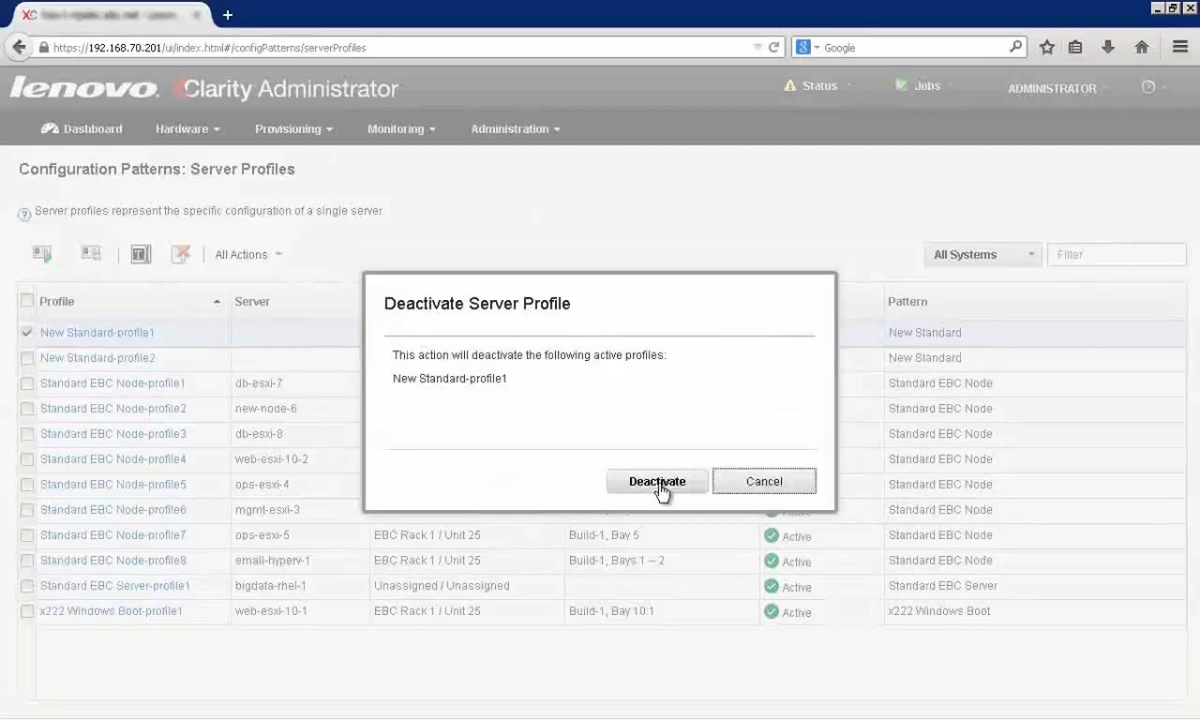 XC
https://192.168.70.201/ui/index.html#/configPatterns/serverProfiles
Google
lenovo. XClarity Administrator
Status
Jobs
ADMINISTRATOR
Dashboard Hardware Provisioning Monitoring Administration
Configuration Patterns: Server Profiles
Server profiles represent the specific configuration of a single server
All Actions
All Systems
Filter
Profile Server Pattern
New Standard-profile1 New Standard
New Standard-profile2 New Standard
Standard EBC Node-profile1 db-esxi-7 Standard EBC Node
Standard EBC Node-profile2 new-node-6 Standard EBC Node
Standard EBC Node-profile3 db-esxi-8 Standard EBC Node
Standard EBC Node-profile4 web-esxi-10-2 Standard EBC Node
Standard EBC Node-profile5 ops-esxi-4 Standard EBC Node
Standard EBC Node-profile6 mgmt-esxi-3 Standard EBC Node
Standard EBC Node-profile7 ops-esxi-5 EBC Rack 1 / Unit 25 Build-1, Bay 5 Active Standard EBC Node
Standard EBC Node-profile8 email-hyperv-1 EBC Rack 1 / Unit 25 Build-1, Bays 1 – 2 Active Standard EBC Node
Standard EBC Server-profile1 bigdata-rhel-1 Unassigned / Unassigned Active Standard EBC Server
x222 Windows Boot-profile1 web-esxi-10-1 EBC Rack 1 / Unit 25 Build-1, Bay 10:1 Active x222 Windows Boot
Deactivate Server Profile
This action will deactivate the following active profiles:
New Standard-profile1
Deactivate
Cancel